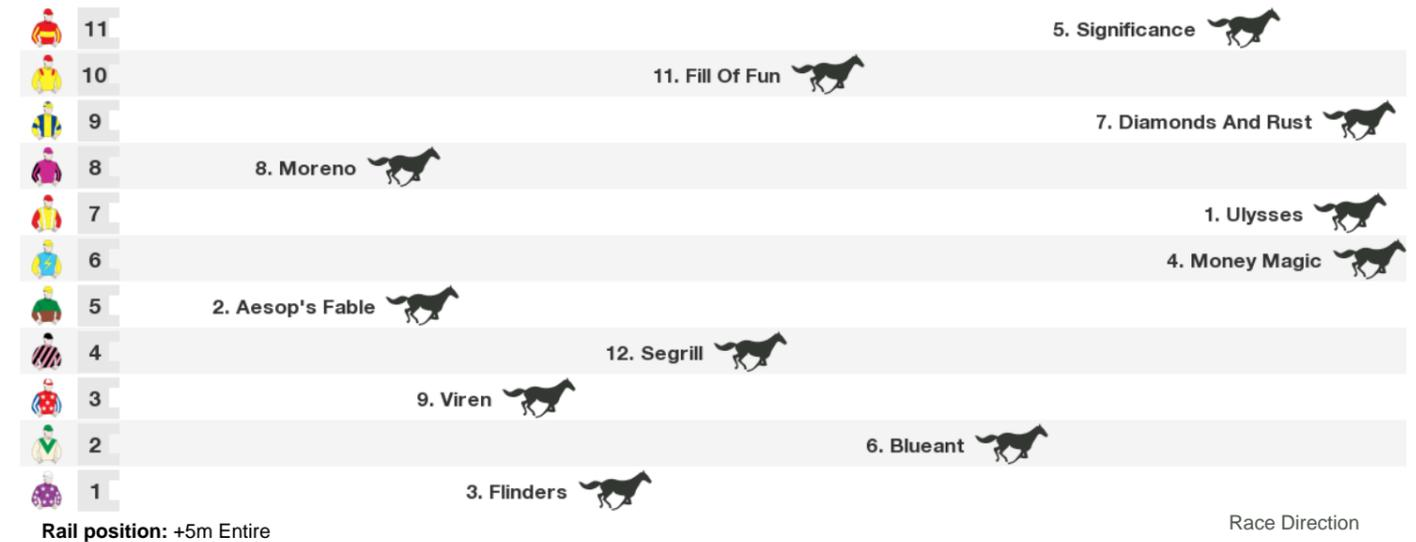 11 5. Significance
10 11. Fill Of Fun
9 7. Diamonds And Rust
8 8. Moreno
7 1. Ulysses
6 4. Money Magic
5 2. Aesop's Fable
4 12. Segrill
3 9. Viren
2 6. Blueant
1 3. Flinders
Rail position: +5m Entire
Race Direction